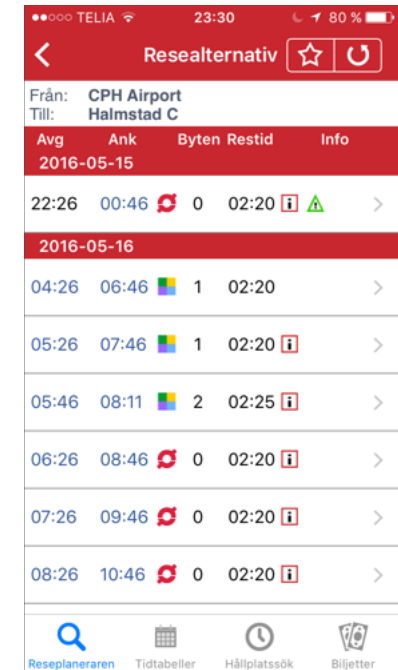 TELIA 23:30 80 %
Resealternativ
Från: CPH Airport
Till: Halmstad C
Avg Ank Byten Restid Info
2016-05-15
22:26 00:46 0 02:20 i
2016-05-16
04:26 06:46 1 02:20
05:26 07:46 1 02:20 i
05:46 08:11 2 02:25 i
06:26 08:46 0 02:20 i
07:26 09:46 0 02:20 i
08:26 10:46 0 02:20 i
Reseplaneraren Tidtabeller Hållplatssök Biljetter